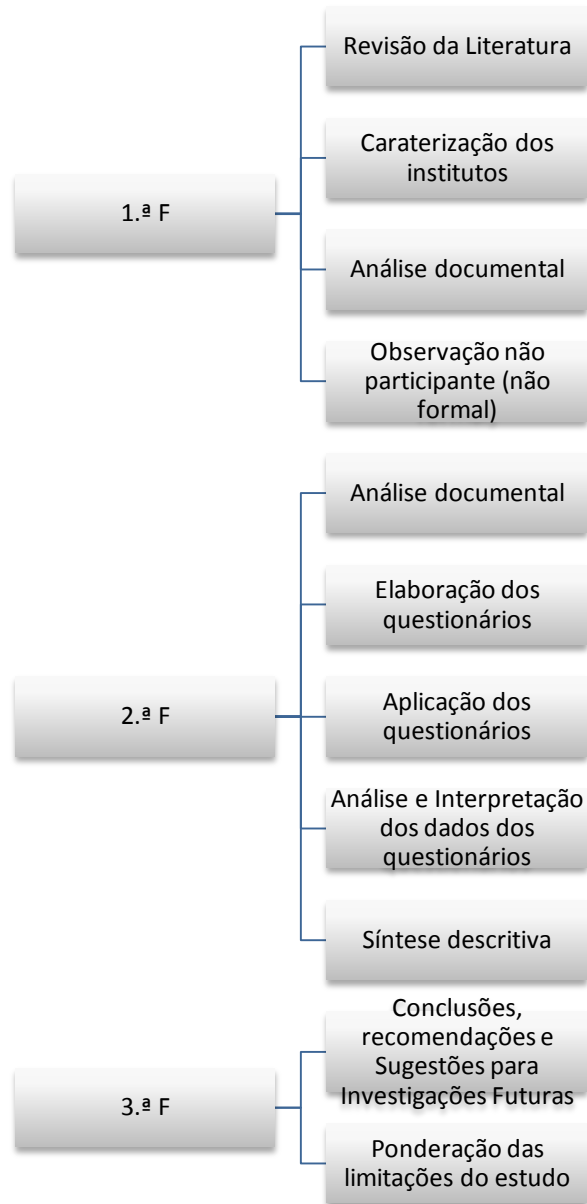 1.ª F
Revisão da Literatura
Caraterização dos
institutos
Análise documental
Observação não
participante (não
formal)
2.ª F
Análise documental
Elaboração dos
questionários
Aplicação dos
questionários
Análise e Interpretação
dos dados dos
questionários
Síntese descritiva
3.ª F
Conclusões,
recomendações e
Sugestões para
Investigações Futuras
Ponderação das
limitações do estudo